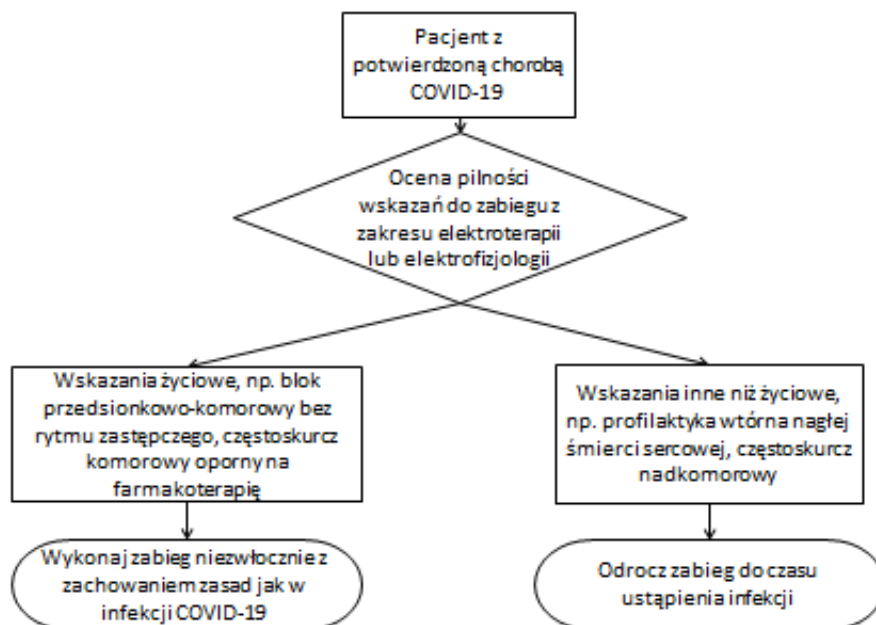 Pacjent z
potwierdzoną chorobą
COVID-19
Ocena pilności
wskazań do zabiegu z
zakresu elektroterapii
lub elektrofizjologii
Wskazania życiowe, np. blok
przedsionkowo-komorowy bez
rytmu zastępczego, częstoskurcz
komorowy oporny na
farmakoterapię
Wskazania inne niż życiowe,
np. profilaktyka wtórna nagłej
śmierci sercowej, częstoskurcz
nadkomorowy
Wykonaj zabieg niezwłocznie z
zachowaniem zasad jak w
infekcji COVID-19
Odrocz zabieg do czasu
ustąpienia infekcji